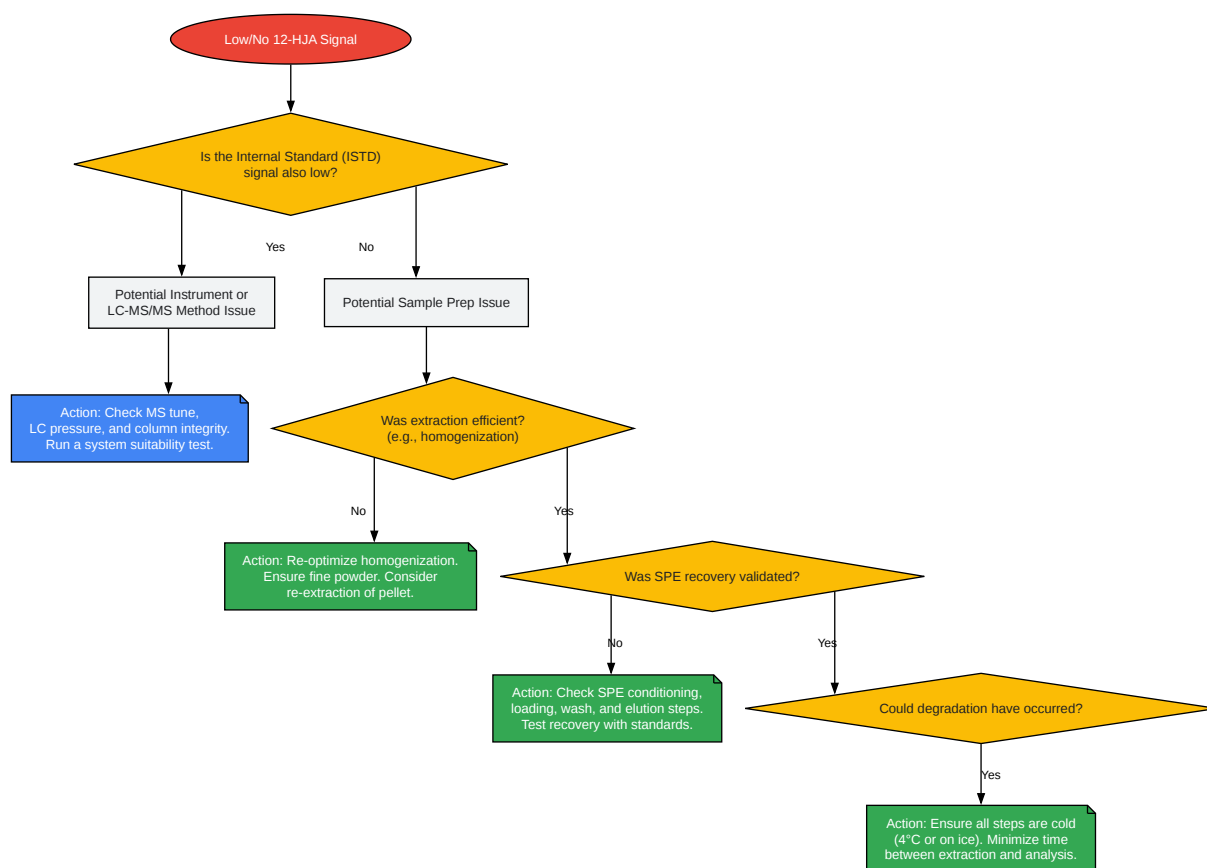 Low/No 12-HJA Signal
Is the Internal Standard (ISTD)
signal also low?
Yes
No
Potential Instrument or
LC-MS/MS Method Issue
Potential Sample Prep Issue
Action: Check MS tune,
LC pressure, and column integrity.
Run a system suitability test.
Was extraction efficient?
(e.g., homogenization)
No
Yes
Action: Re-optimize homogenization.
Ensure fine powder. Consider
re-extraction of pellet.
Was SPE recovery validated?
No
Yes
Action: Check SPE conditioning,
loading, wash, and elution steps.
Test recovery with standards.
Could degradation have occurred?
Yes
Action: Ensure all steps are cold
(4°C or on ice). Minimize time
between extraction and analysis.